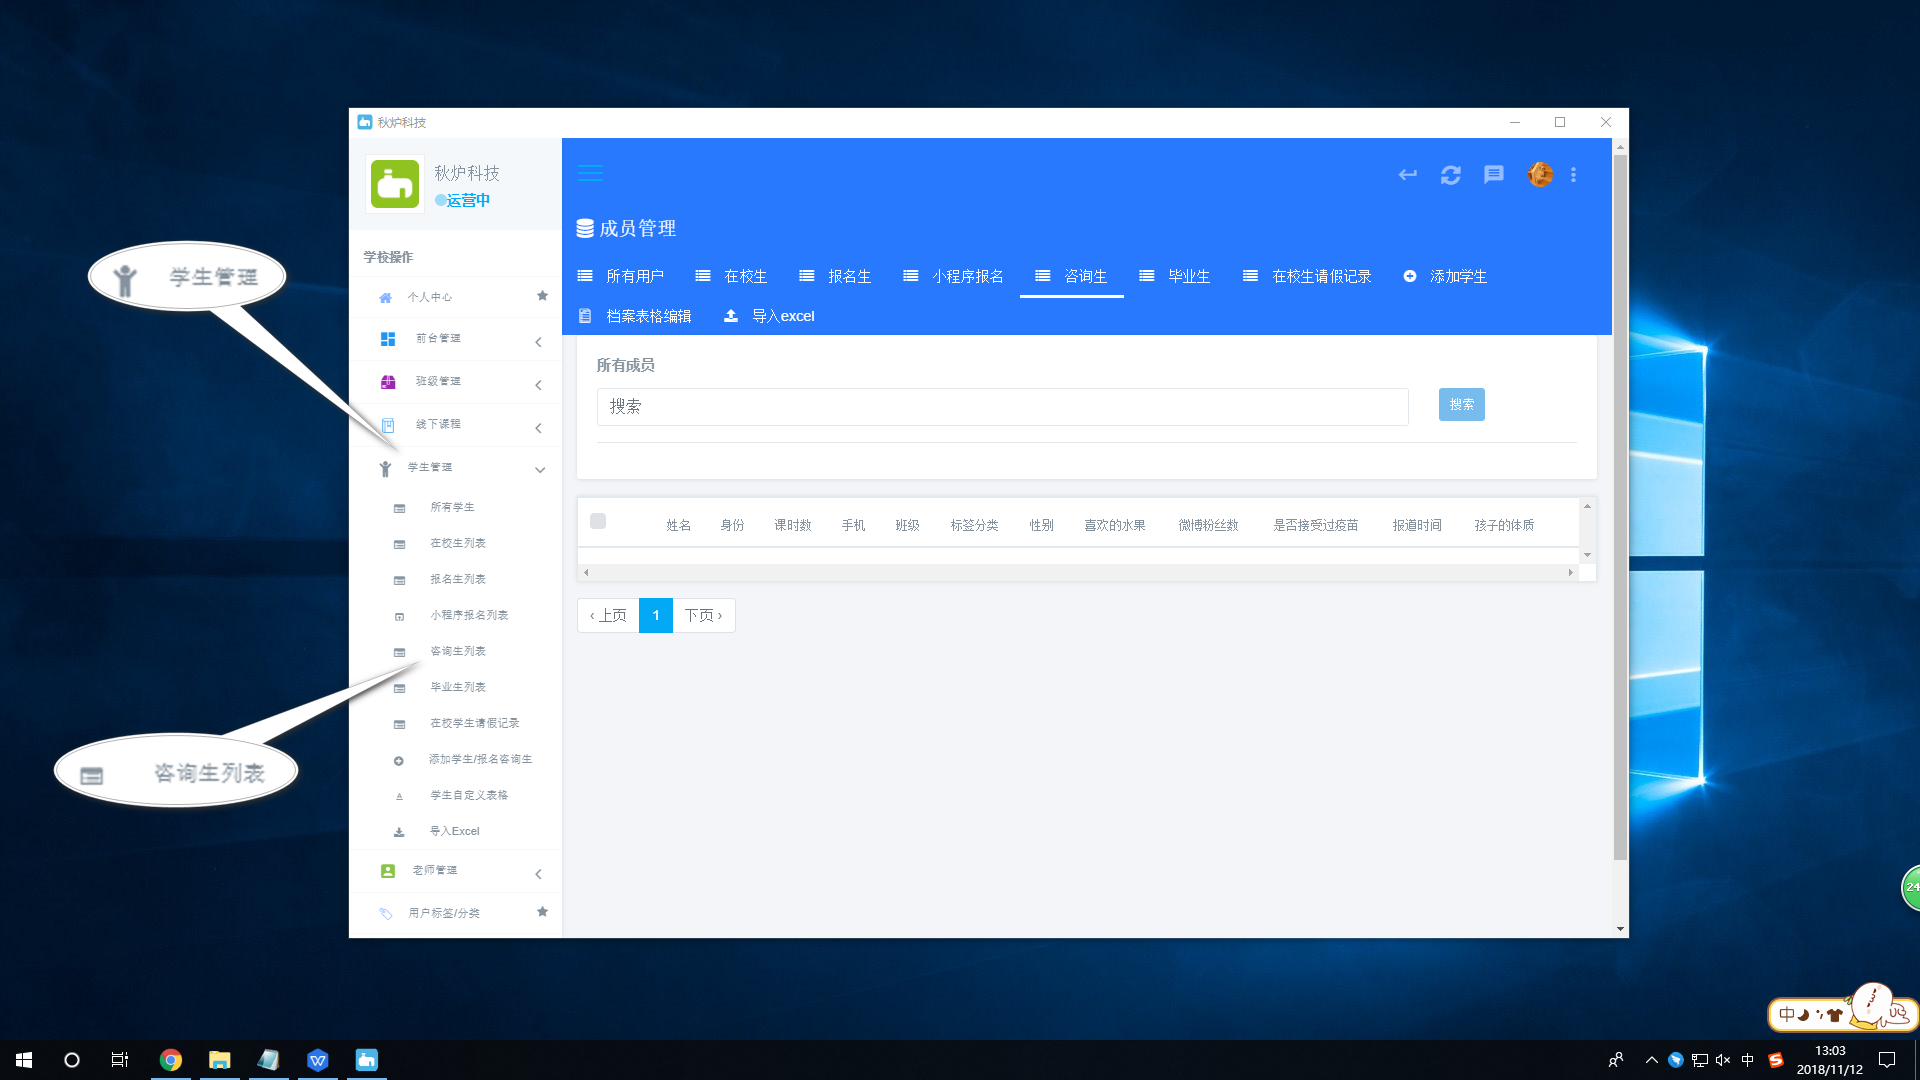 秋炉科技
秋炉科技
运营中
学校操作
个人中心
前台管理
班级管理
线下课程
学生管理
所有学生
在校生列表
报名生列表
小程序报名列表
咨询生列表
毕业生列表
在校学生请假记录
添加学生/报名咨询生
学生自定义表格
导入Excel
老师管理
用户标签/分类
学生管理
咨询生列表
成员管理
所有用户 在校生 报名生 小程序报名 咨询生 毕业生 在校生请假记录 添加学生
档案表格编辑 导入excel
所有成员
搜索 搜索
姓名 身份 课时数 手机 班级 标签分类 性别 喜欢的水果 微博粉丝数 是否接受过疫苗 报道时间 孩子的体质
‹ 上页 1 下页 ›
24
中
中
13:03
2018/11/12